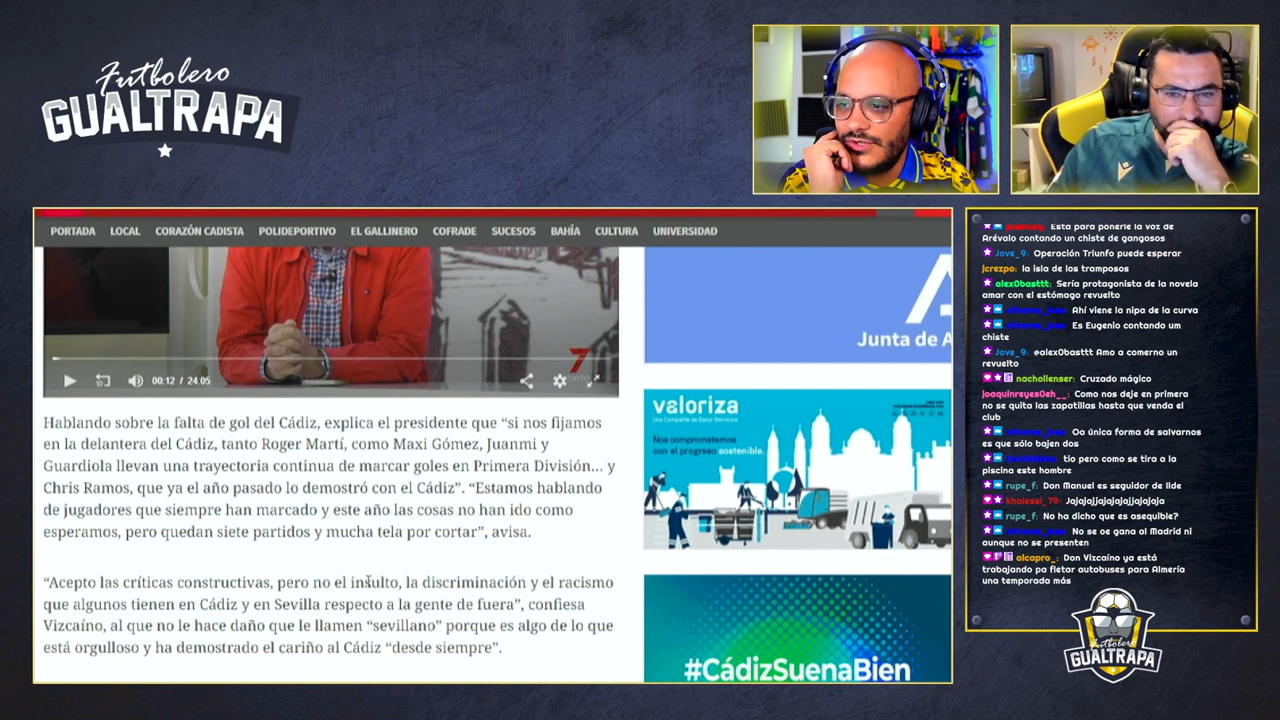 Futbolero
GUALTRAPA
PORTADA LOCAL CORAZÓN CADISTA POLIDEPORTIVO EL GALLINERO COFRADE SUCESOS BAHÍA CULTURA UNIVERSIDAD
7
00:12 / 24:05
Hablando sobre la falta de gol del Cádiz, explica el presidente que “si nos fijamos
en la delantera del Cádiz, tanto Roger Martí, como Maxi Gómez, Juanmi y
Guardiola llevan una trayectoria continua de marcar goles en Primera División... y
Chris Ramos, que ya el año pasado lo demostró con el Cádiz”. “Estamos hablando
de jugadores que siempre han marcado y este año las cosas no han ido como
esperamos, pero quedan siete partidos y mucha tela por cortar”, avisa.
“Acepto las críticas constructivas, pero no el insulto, la discriminación y el racismo
que algunos tienen en Cádiz y en Sevilla respecto a la gente de fuera”, confiesa
Vizcaíno, al que no le hace daño que le llamen “sevillano” porque es algo de lo que
está orgulloso y ha demostrado el cariño al Cádiz “desde siempre”.
Junta de A
valoriza
Una Compañía de Sacyr Servicios
Nos comprometemos
con el progreso sostenible.
#CádizSuenaBien
Esta para ponerle la voz de
Arévalo contando un chiste de gangosos
Jove_9: Operación Triunfo puede esperar
jcrezpo: la isla de los tramposos
alex0basttt: Sería protagonista de la novela
amar con el estómago revuelto
Ahí viene la nipa de la curva
Es Eugenio contando un
chiste
Jove_9: @alex0basttt Amo a comerno un
revuelto
nachollenser: Cruzado mágico
joaquinreyes0eh__: Como nos deje en primera
no se quita las zapatillas hasta que venda el
club
Oa única forma de salvarnos
es que sólo bajen dos
tio pero como se tira a la
piscina este hombre
rupe_f: Don Manuel es seguidor de Ilde
khaleesi_79: Jajajajjajajajjajajaja
rupe_f: No ha dicho que es asequible?
No se oe gana al Madrid ni
aunque no se presenten
alcapro_: Don Vizcaíno ya está
trabajando pa fletar autobuses para Almería
una temporada más
Futbolero
GUALTRAPA